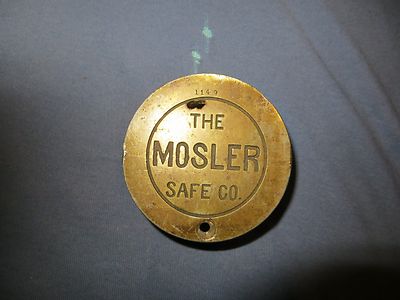 1149
THE
MOSLER
SAFE CO.